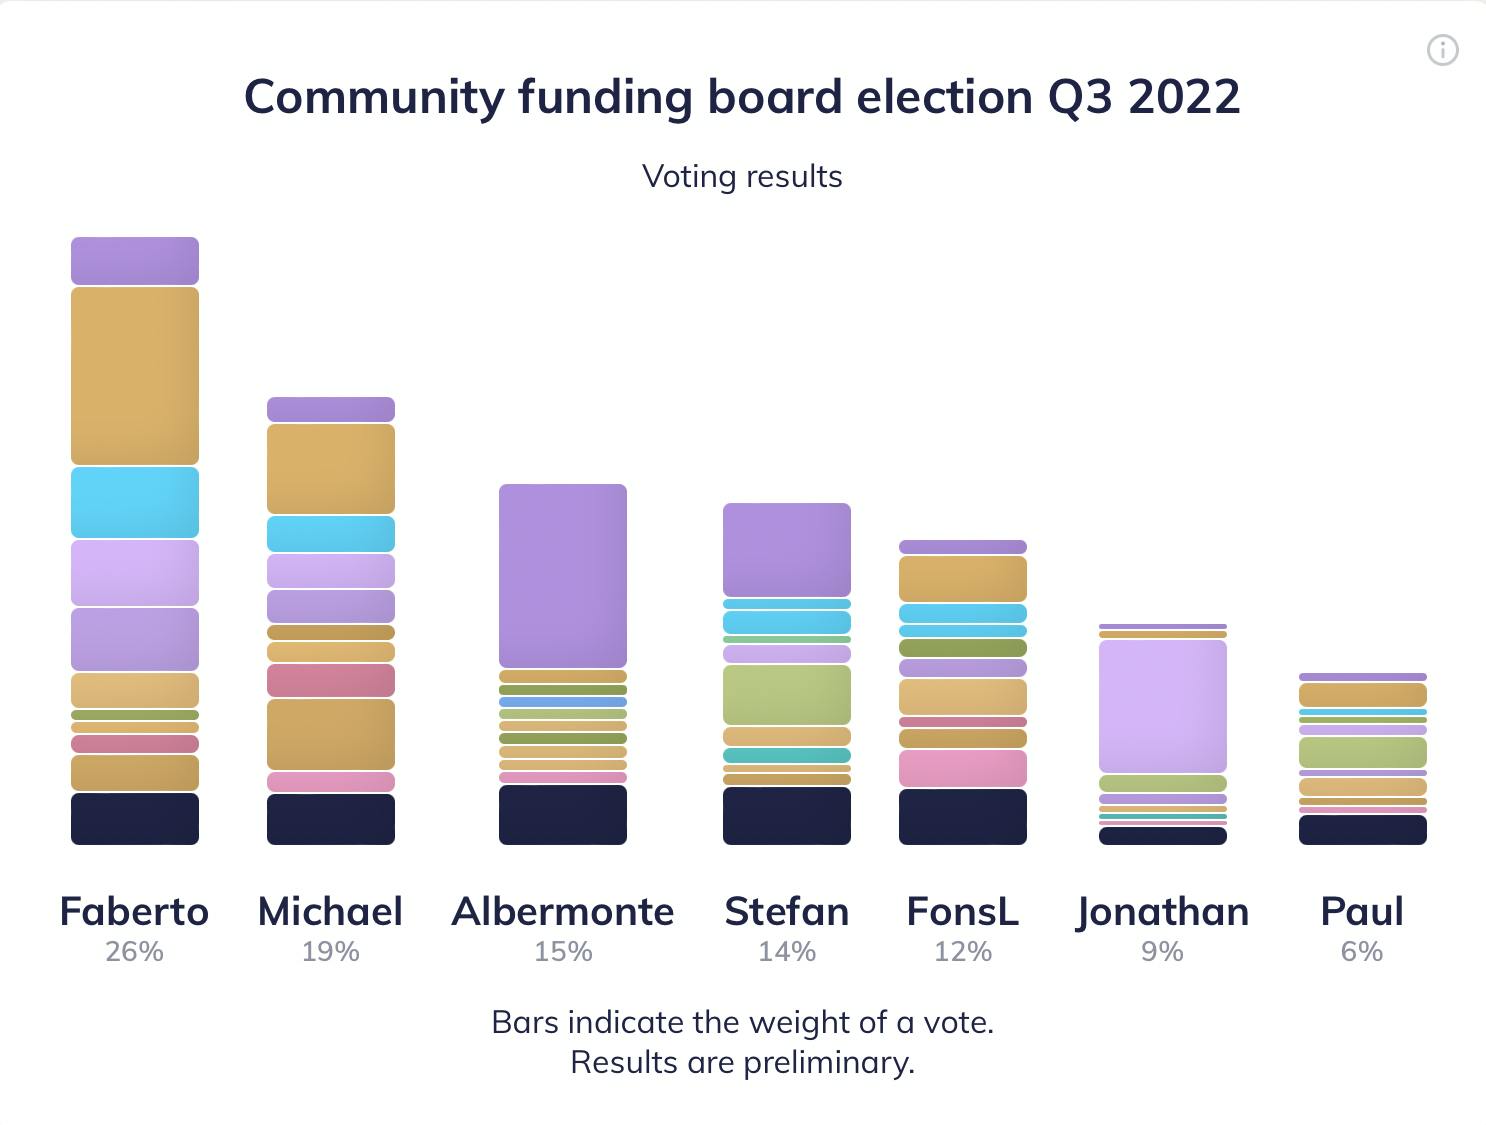 Community funding board election Q3 2022
Voting results
Faberto Michael Albermonte Stefan FonsL Jonathan Paul
26% 19% 15% 14% 12% 9% 6%
Bars indicate the weight of a vote.
Results are preliminary.